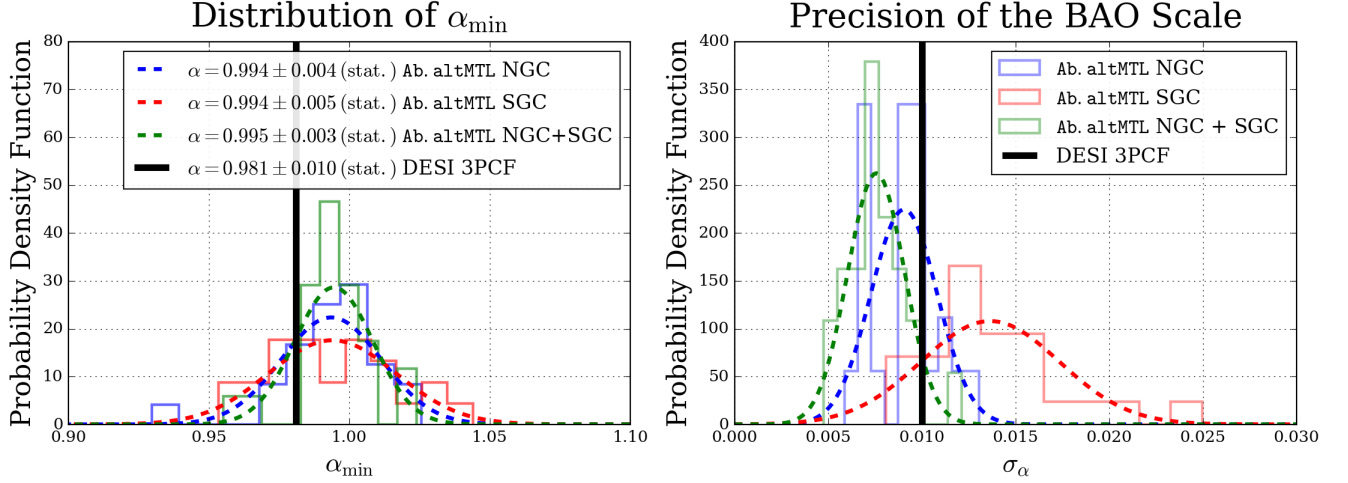 Distribution of α_min
Probability Density Function
80
70
60
50
40
30
20
10
0
α = 0.994 ± 0.004 (stat.) Ab.altMTL NGC
α = 0.994 ± 0.005 (stat.) Ab.altMTL SGC
α = 0.995 ± 0.003 (stat.) Ab.altMTL NGC+SGC
α = 0.981 ± 0.010 (stat.) DESI 3PCF
0.90 0.95 1.00 1.05 1.10
α_min
Precision of the BAO Scale
Probability Density Function
400
350
300
250
200
150
100
50
0
Ab.altMTL NGC
Ab.altMTL SGC
Ab.altMTL NGC + SGC
DESI 3PCF
0.000 0.005 0.010 0.015 0.020 0.025 0.030
σ_α